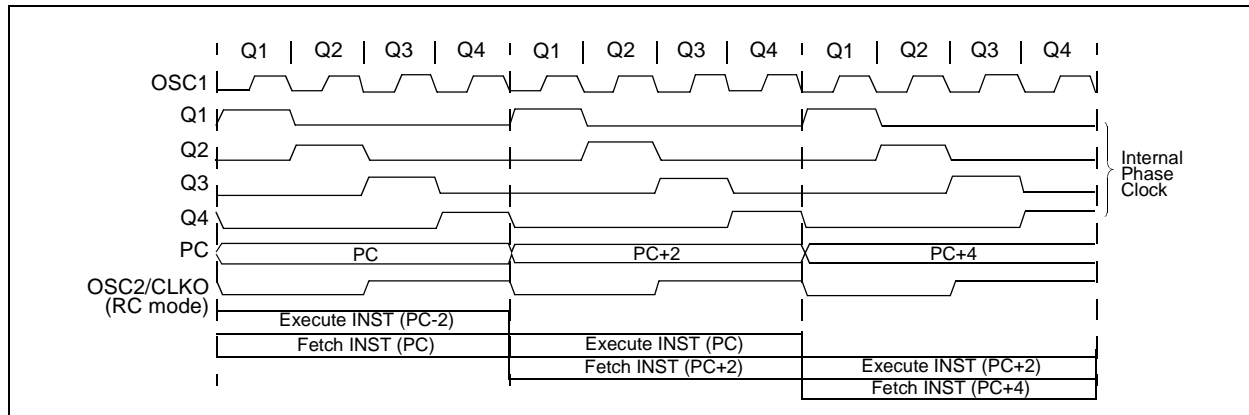 Q1 Q2 Q3 Q4 Q1 Q2 Q3 Q4 Q1 Q2 Q3 Q4
OSC1
Q1
Q2
Q3
Q4
Internal
Phase
Clock
PC
PC PC+2 PC+4
OSC2/CLKO
(RC mode)
Execute INST (PC-2)
Fetch INST (PC) Execute INST (PC)
Fetch INST (PC+2) Execute INST (PC+2)
Fetch INST (PC+4)